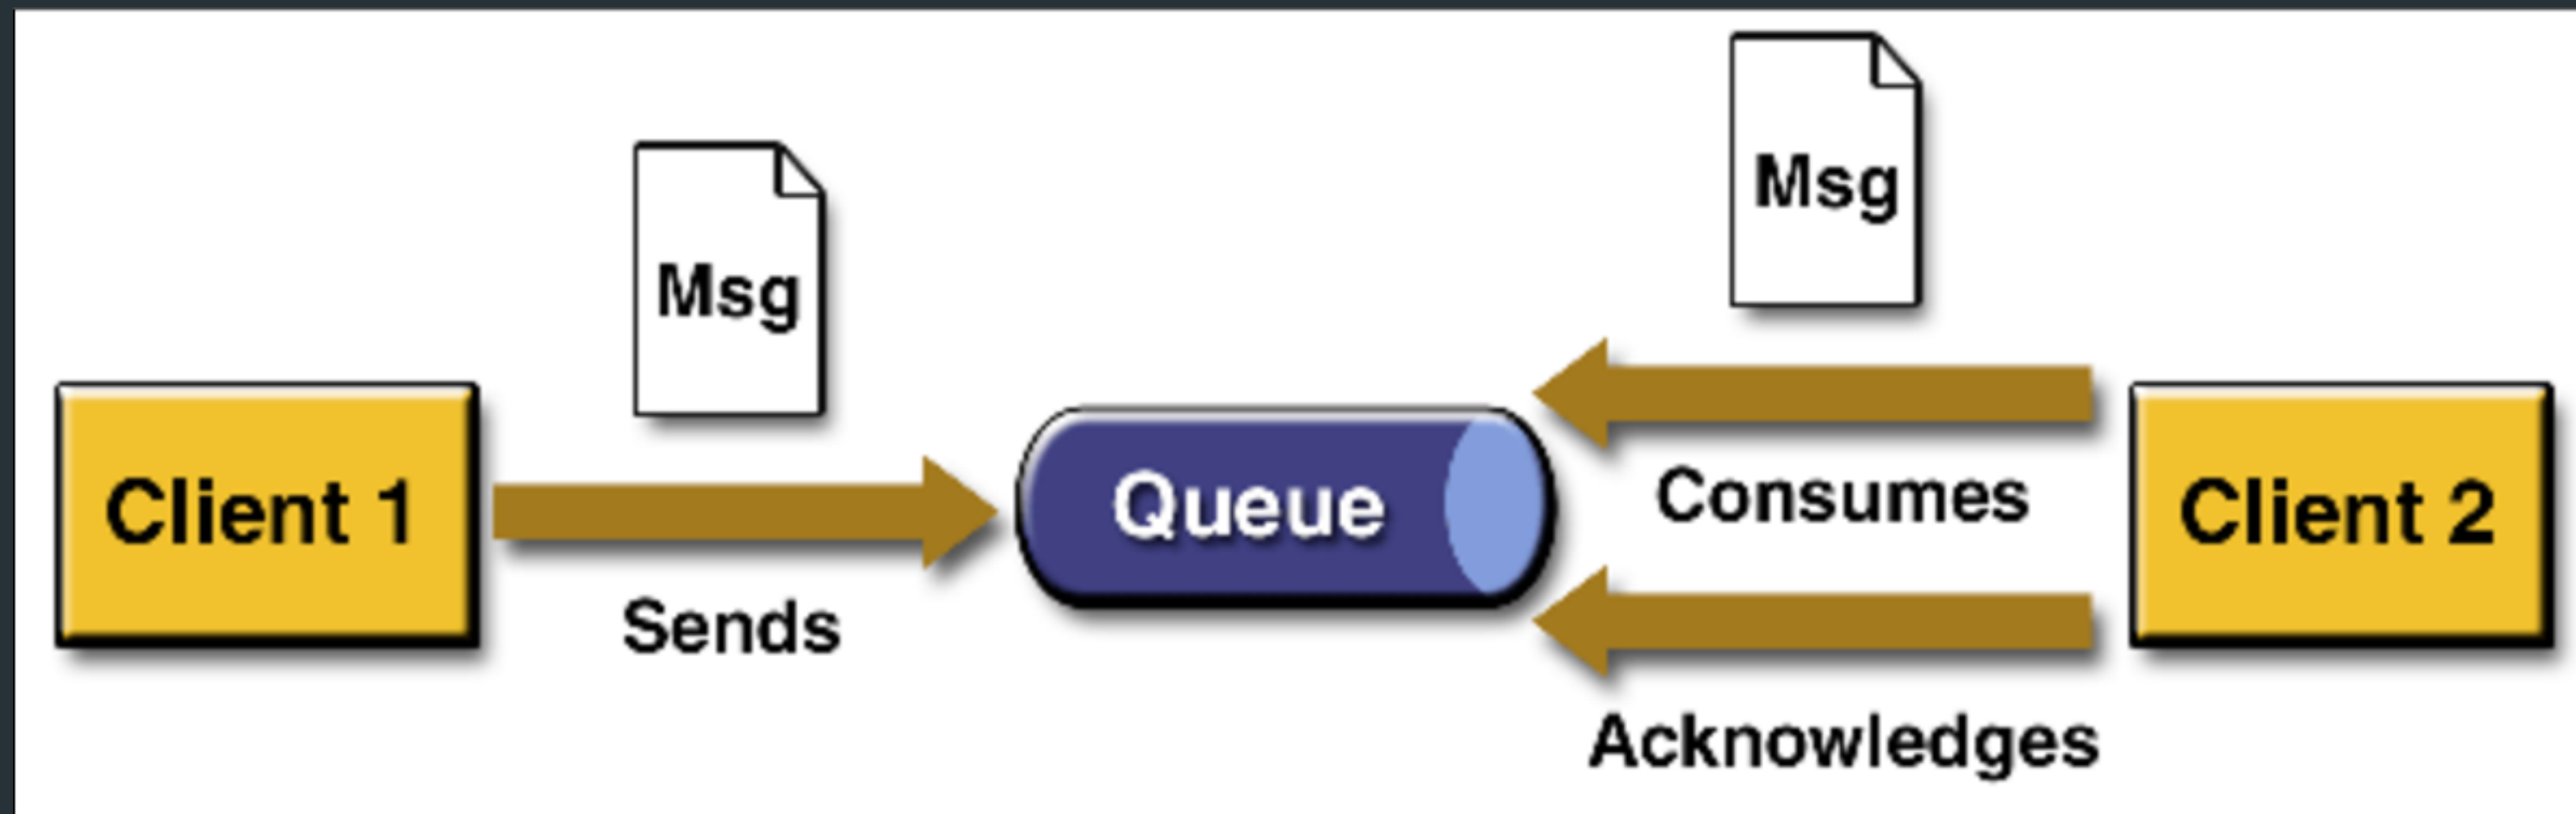 Msg
Msg
Client 1
Sends
Queue
Consumes
Acknowledges
Client 2